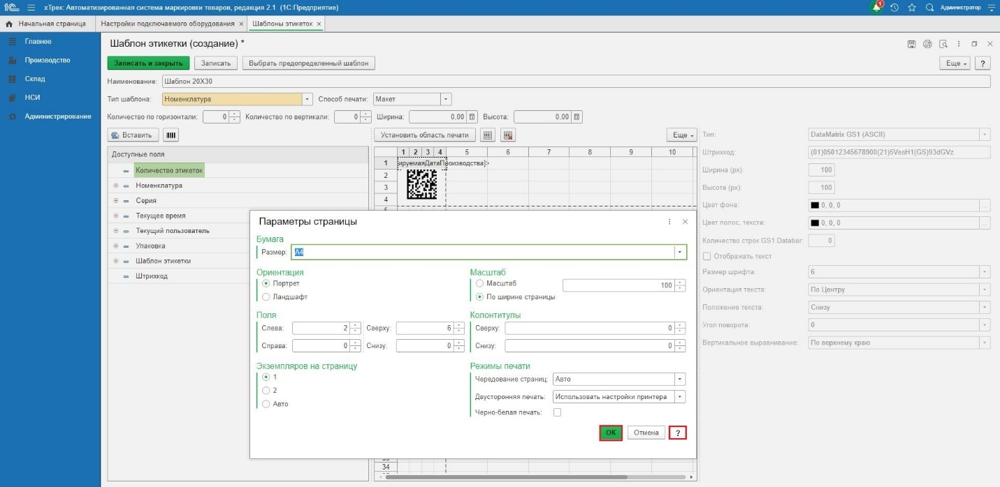 1С хТрек: Автоматизированная система маркировки товаров, редакция 2.1 (1С:Предприятие) 1 Администратор
Начальная страница Настройки подключаемого оборудования × Шаблоны этикеток ×
Главное
Производство
Склад
НСИ
Администрирование
Шаблон этикетки (создание) *
Записать и закрыть Записать Выбрать предопределенный шаблон Еще ?
Наименование: Шаблон 20X30
Тип шаблона: Номенклатура Способ печати: Макет
Количество по горизонтали: 0 Количество по вертикали: 0 Ширина: 0,00 Высота: 0,00
Вставить Установить область печати Еще
Доступные поля
Количество этикеток
Номенклатура
Серия
Текущее время
Текущий пользователь
Упаковка
Шаблон этикетки
Штрихкод
1 2 3 4 5 6 7 8 9 10
1 ируемаяДатаПроизводства]>
2
3
4
33
34
Тип: DataMatrix GS1 (ASCII)
Штрихкод: (01)05012345678900(21)5VesH1(GS)93dGVz
Ширина (px): 100
Высота (px): 100
Цвет фона: 0, 0, 0 ...
Цвет полос, текста: 0, 0, 0 ...
Количество строк GS1 Databar: 0
Отображать текст
Размер шрифта: 6
Ориентация текста: По Центру
Положение текста: Снизу
Угол поворота: 0
Вертикальное выравнивание: По верхнему краю
Параметры страницы
Бумага
Размер: A4
Ориентация
Портрет
Ландшафт
Масштаб
Масштаб 100
По ширине страницы
Поля
Слева: 2 Сверху: 6
Справа: 0 Снизу: 0
Колонтитулы
Сверху: 0
Снизу: 0
Экземпляров на страницу
1
2
Авто
Режимы печати
Чередование страниц: Авто
Двусторонняя печать: Использовать настройки принтера
Черно-белая печать:
ОК Отмена ?